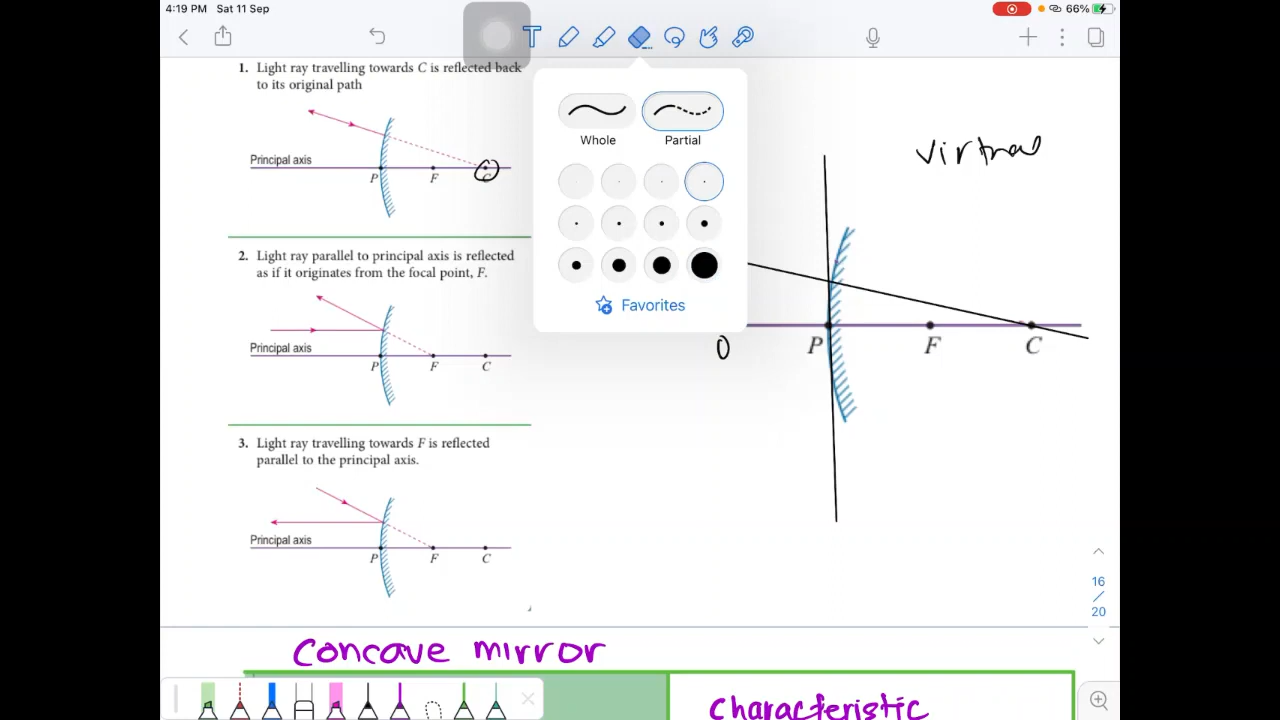 4:19 PM Sat 11 Sep
66%
T
1. Light ray travelling towards C is reflected back
to its original path
Principal axis
P F C
2. Light ray parallel to principal axis is reflected
as if it originates from the focal point, F.
Principal axis
P F C
3. Light ray travelling towards F is reflected
parallel to the principal axis.
Principal axis
P F C
Whole Partial
Favorites
virtual
O P F C
16
/
20
Concave mirror
characteristic